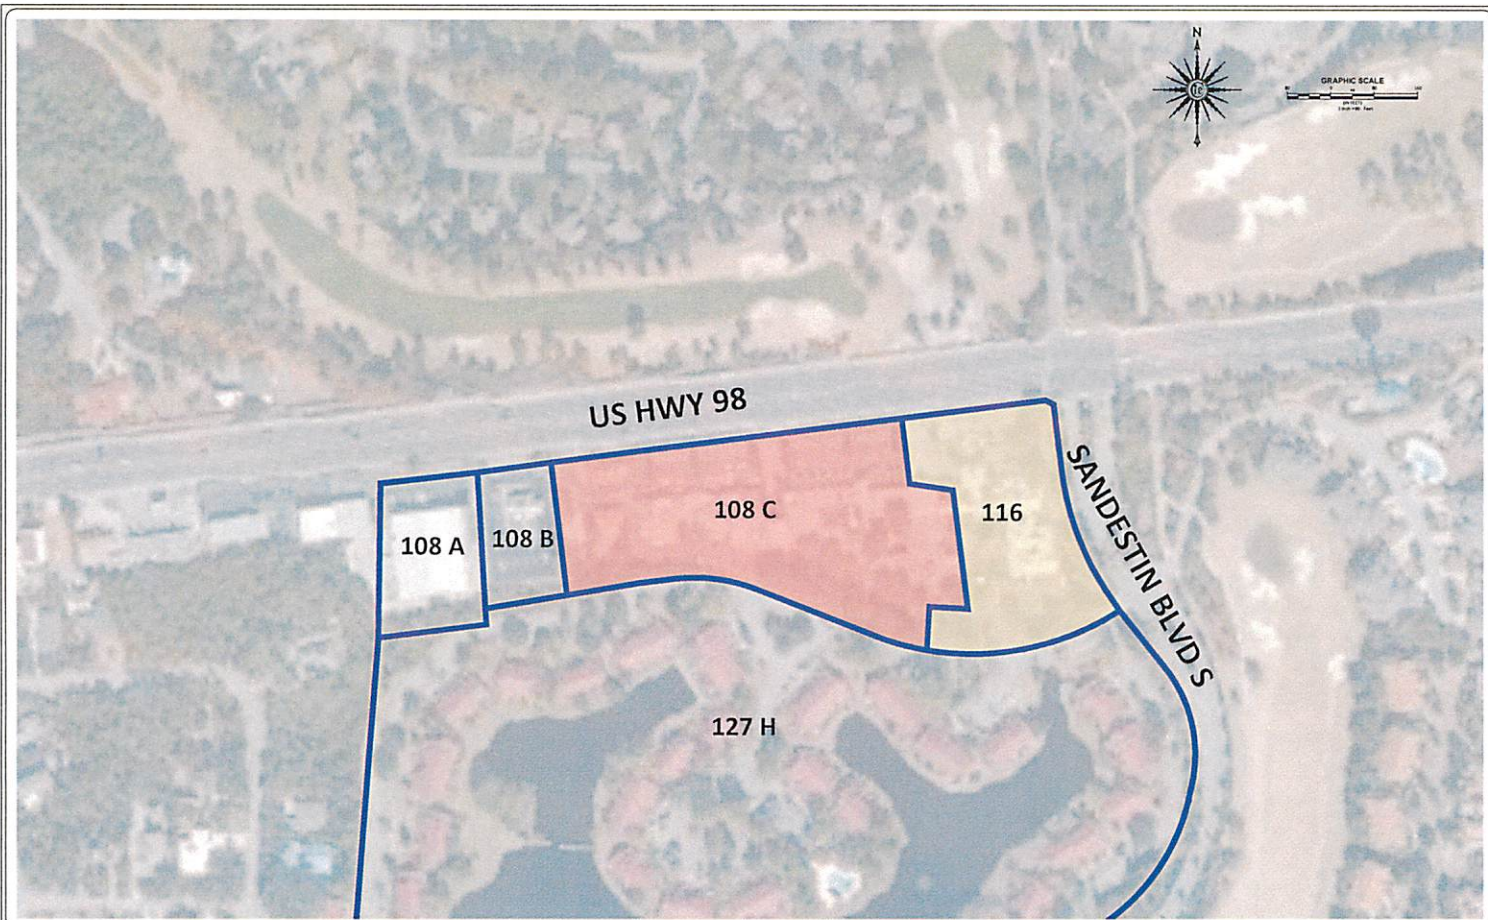 N
GRAPHIC SCALE
US HWY 98
SANDESTIN BLVD S
108 A
108 B
108 C
116
127 H